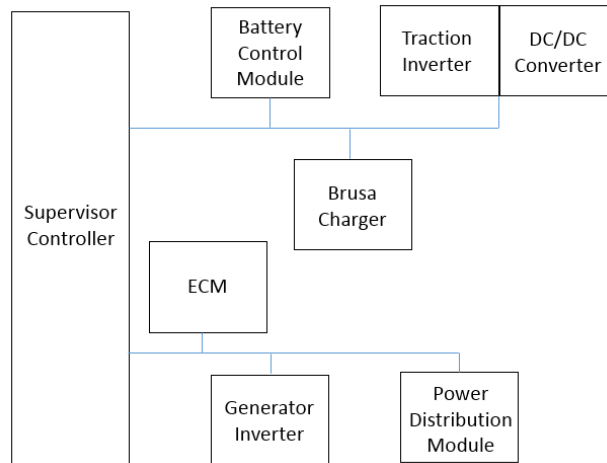 Battery
Control
Module
Traction
Inverter
DC/DC
Converter
Supervisor
Controller
Brusa
Charger
ECM
Generator
Inverter
Power
Distribution
Module